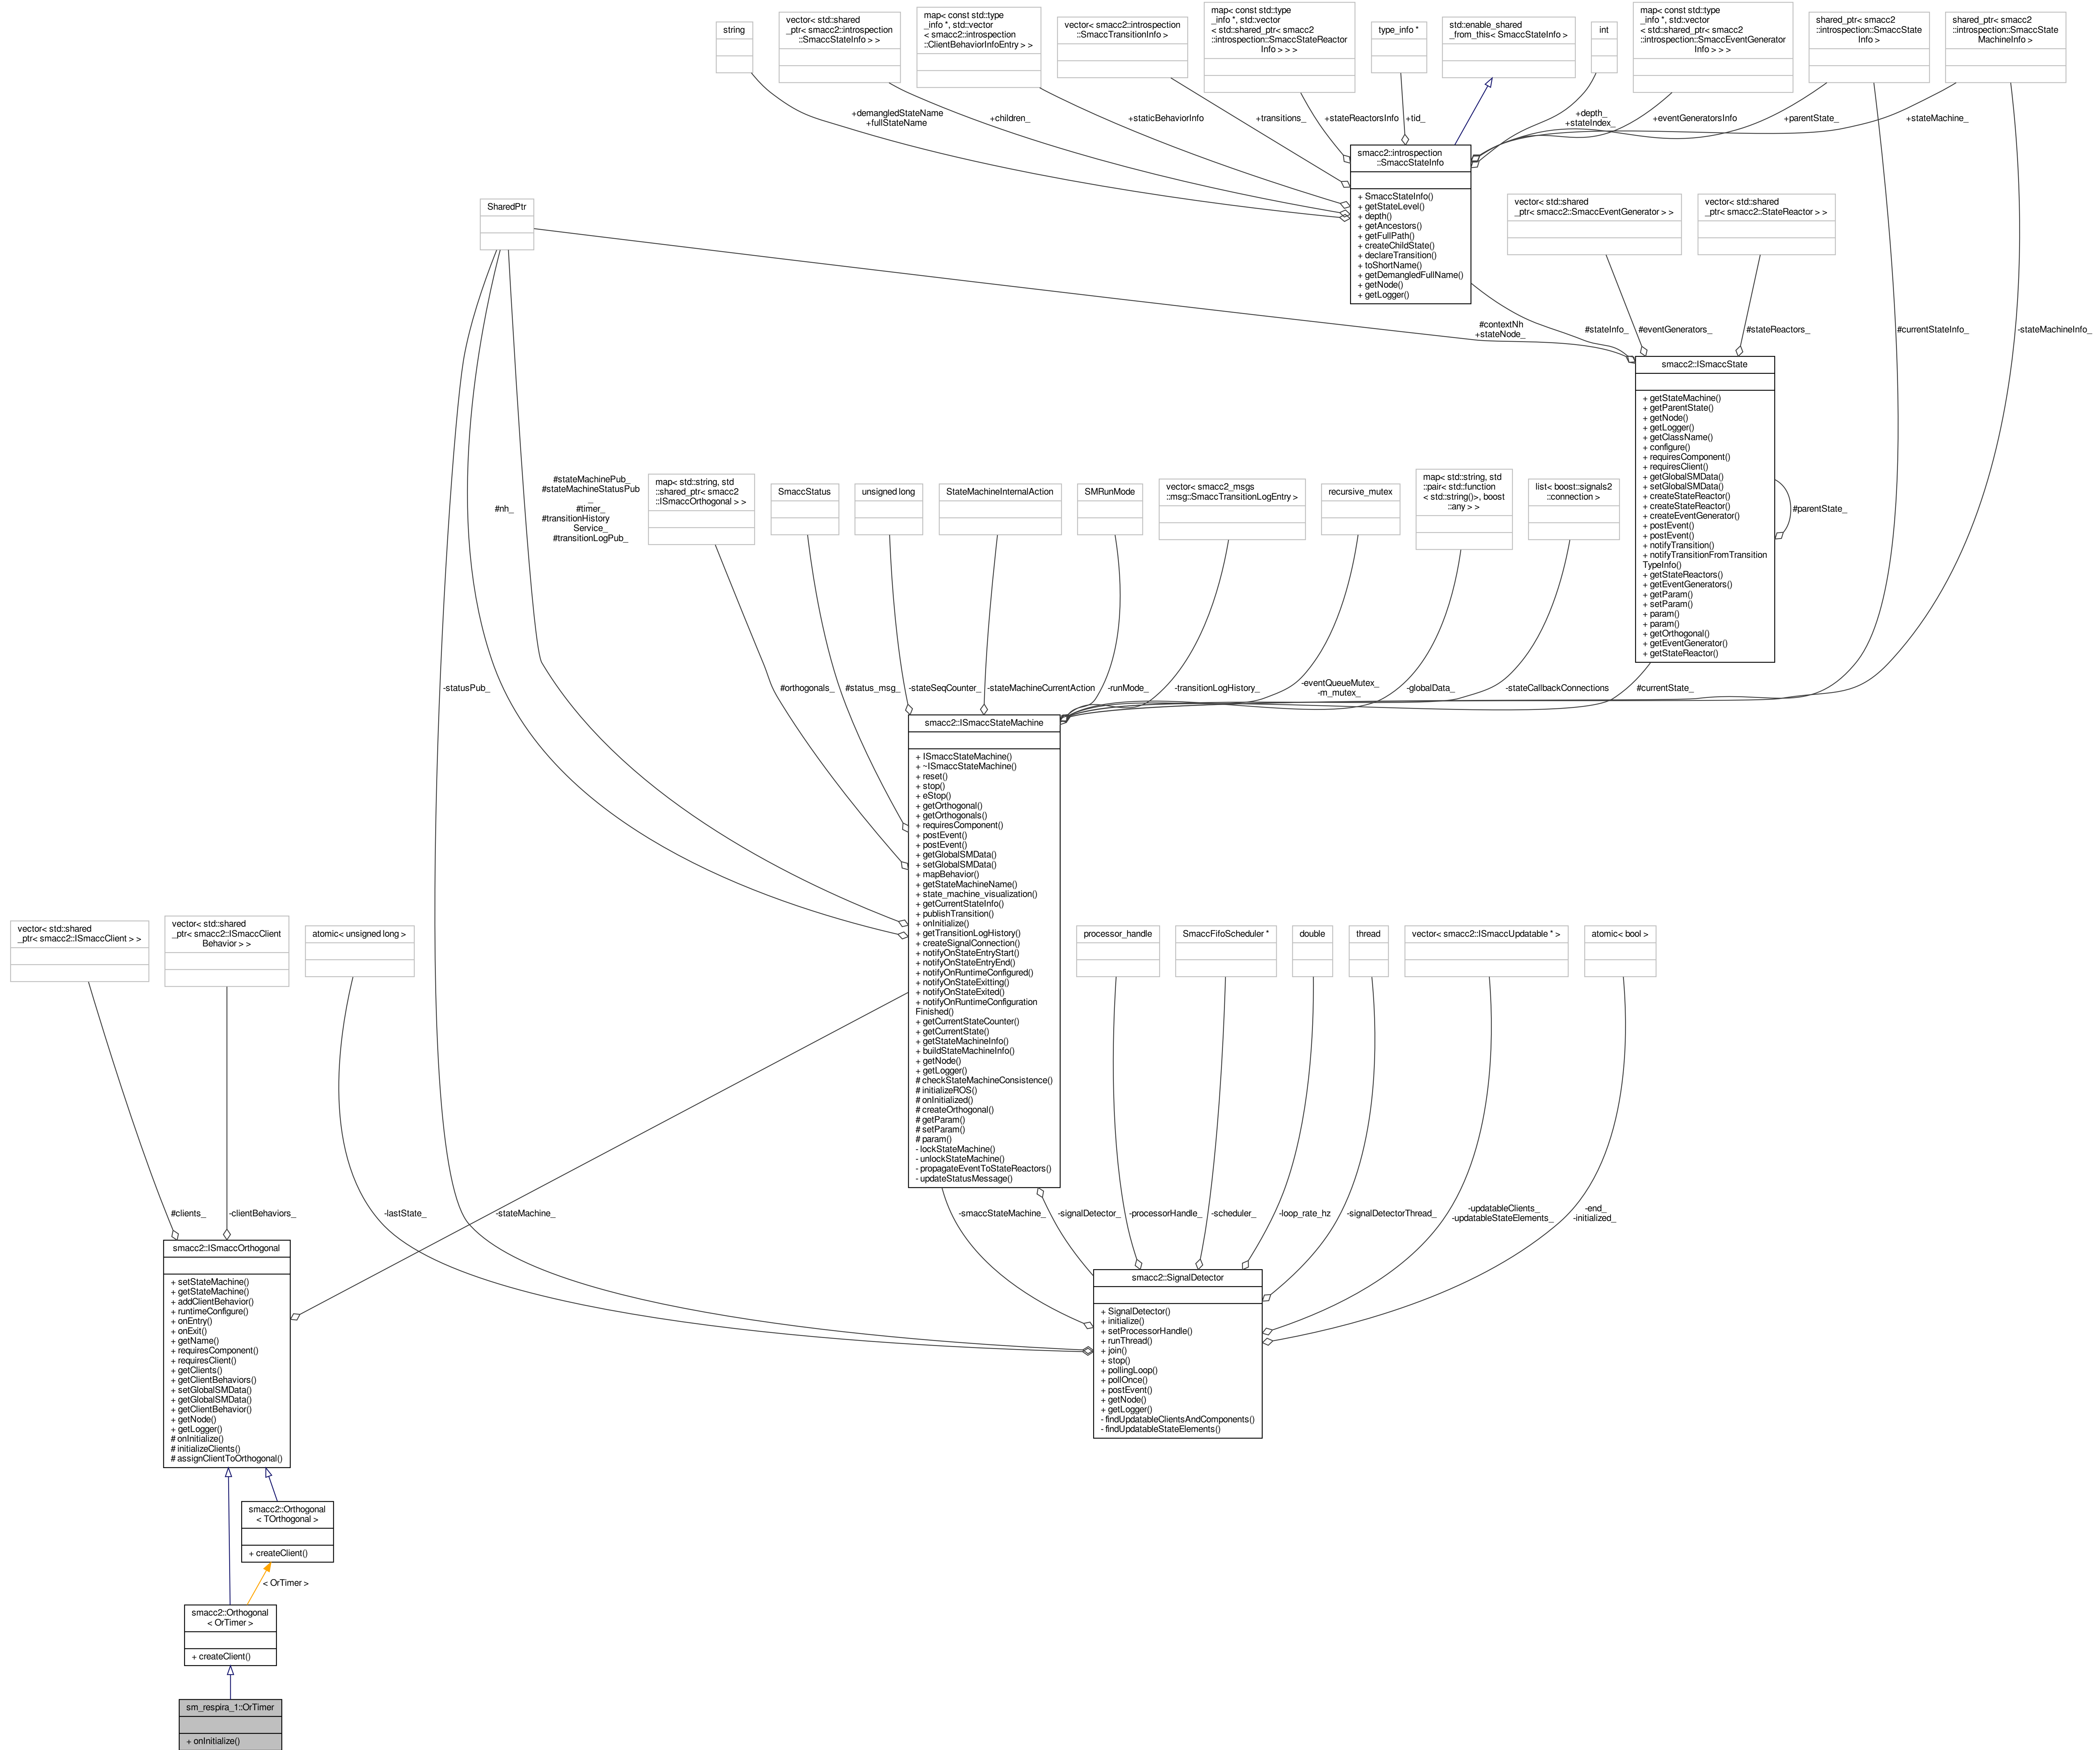 string
vector< std::shared
_ptr< smacc2::introspection
::SmaccStateInfo > >
map< const std::type
_info *, std::vector
< smacc2::introspection
::ClientBehaviorInfoEntry > >
vector< smacc2::introspection
::SmaccTransitionInfo >
map< const std::type
_info *, std::vector
< std::shared_ptr< smacc2
::introspection::SmaccStateReactor
Info > > >
type_info *
std::enable_shared
_from_this< SmaccStateInfo >
int
map< const std::type
_info *, std::vector
< std::shared_ptr< smacc2
::introspection::SmaccEventGenerator
Info > > >
shared_ptr< smacc2
::introspection::SmaccState
Info >
shared_ptr< smacc2
::introspection::SmaccState
MachineInfo >
+demangledStateName
+fullStateName
+children_
+staticBehaviorInfo
+transitions_
+stateReactorsInfo
+tid_
+depth_
+stateIndex_
+eventGeneratorsInfo
+parentState_
+stateMachine_
smacc2::introspection
::SmaccStateInfo
+ SmaccStateInfo()
+ getStateLevel()
+ depth()
+ getAncestors()
+ getFullPath()
+ createChildState()
+ declareTransition()
+ toShortName()
+ getDemangledFullName()
+ getNode()
+ getLogger()
SharedPtr
vector< std::shared
_ptr< smacc2::SmaccEventGenerator > >
vector< std::shared
_ptr< smacc2::StateReactor > >
#contextNh
+stateNode_
#stateInfo_
#eventGenerators_
#stateReactors_
#currentStateInfo_
-stateMachineInfo_
smacc2::ISmaccState
+ getStateMachine()
+ getParentState()
+ getNode()
+ getLogger()
+ getClassName()
+ configure()
+ requiresComponent()
+ requiresClient()
+ getGlobalSMData()
+ setGlobalSMData()
+ createStateReactor()
+ createStateReactor()
+ createEventGenerator()
+ postEvent()
+ postEvent()
+ notifyTransition()
+ notifyTransitionFromTransition
TypeInfo()
+ getStateReactors()
+ getEventGenerators()
+ getParam()
+ setParam()
+ param()
+ param()
+ getOrthogonal()
+ getEventGenerator()
+ getStateReactor()
#parentState_
#nh_
#stateMachinePub_
#stateMachineStatusPub
_
#timer_
#transitionHistory
Service_
#transitionLogPub_
map< std::string, std
::shared_ptr< smacc2
::ISmaccOrthogonal > >
SmaccStatus
unsigned long
StateMachineInternalAction
SMRunMode
vector< smacc2_msgs
::msg::SmaccTransitionLogEntry >
recursive_mutex
map< std::string, std
::pair< std::function
< std::string()>, boost
::any > >
list< boost::signals2
::connection >
-statusPub_
#orthogonals_
#status_msg_
-stateSeqCounter_
-stateMachineCurrentAction
-runMode_
-transitionLogHistory_
-eventQueueMutex_
-m_mutex_
-globalData_
-stateCallbackConnections
#currentState_
smacc2::ISmaccStateMachine
+ ISmaccStateMachine()
+ ~ISmaccStateMachine()
+ reset()
+ stop()
+ eStop()
+ getOrthogonal()
+ getOrthogonals()
+ requiresComponent()
+ postEvent()
+ postEvent()
+ getGlobalSMData()
+ setGlobalSMData()
+ mapBehavior()
+ getStateMachineName()
+ state_machine_visualization()
+ getCurrentStateInfo()
+ publishTransition()
+ onInitialize()
+ getTransitionLogHistory()
+ createSignalConnection()
+ notifyOnStateEntryStart()
+ notifyOnStateEntryEnd()
+ notifyOnRuntimeConfigured()
+ notifyOnStateExitting()
+ notifyOnStateExited()
+ notifyOnRuntimeConfiguration
Finished()
+ getCurrentStateCounter()
+ getCurrentState()
+ getStateMachineInfo()
+ buildStateMachineInfo()
+ getNode()
+ getLogger()
# checkStateMachineConsistence()
# initializeROS()
# onInitialized()
# createOrthogonal()
# getParam()
# setParam()
# param()
- lockStateMachine()
- unlockStateMachine()
- propagateEventToStateReactors()
- updateStatusMessage()
vector< std::shared
_ptr< smacc2::ISmaccClient > >
vector< std::shared
_ptr< smacc2::ISmaccClient
Behavior > >
atomic< unsigned long >
processor_handle
SmaccFifoScheduler *
double
thread
vector< smacc2::ISmaccUpdatable * >
atomic< bool >
#clients_
-clientBehaviors_
-lastState_
-stateMachine_
-smaccStateMachine_
-signalDetector_
-processorHandle_
-scheduler_
-loop_rate_hz
-signalDetectorThread_
-updatableClients_
-updatableStateElements_
-end_
-initialized_
smacc2::ISmaccOrthogonal
+ setStateMachine()
+ getStateMachine()
+ addClientBehavior()
+ runtimeConfigure()
+ onEntry()
+ onExit()
+ getName()
+ requiresComponent()
+ requiresClient()
+ getClients()
+ getClientBehaviors()
+ setGlobalSMData()
+ getGlobalSMData()
+ getClientBehavior()
+ getNode()
+ getLogger()
# onInitialize()
# initializeClients()
# assignClientToOrthogonal()
smacc2::SignalDetector
+ SignalDetector()
+ initialize()
+ setProcessorHandle()
+ runThread()
+ join()
+ stop()
+ pollingLoop()
+ pollOnce()
+ postEvent()
+ getNode()
+ getLogger()
- findUpdatableClientsAndComponents()
- findUpdatableStateElements()
smacc2::Orthogonal
< TOrthogonal >
+ createClient()
< OrTimer >
smacc2::Orthogonal
< OrTimer >
+ createClient()
sm_respira_1::OrTimer
+ onInitialize()